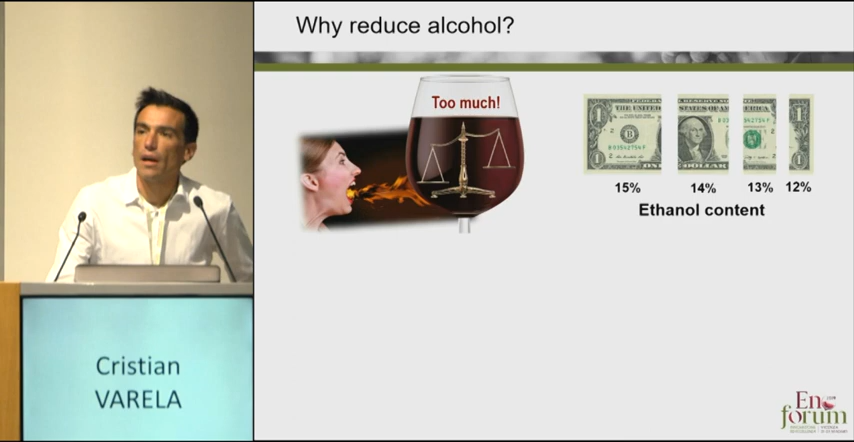 Why reduce alcohol?
Too much!
15%
14%
13%
12%
Ethanol content
Cristian
VARELA
En
forum